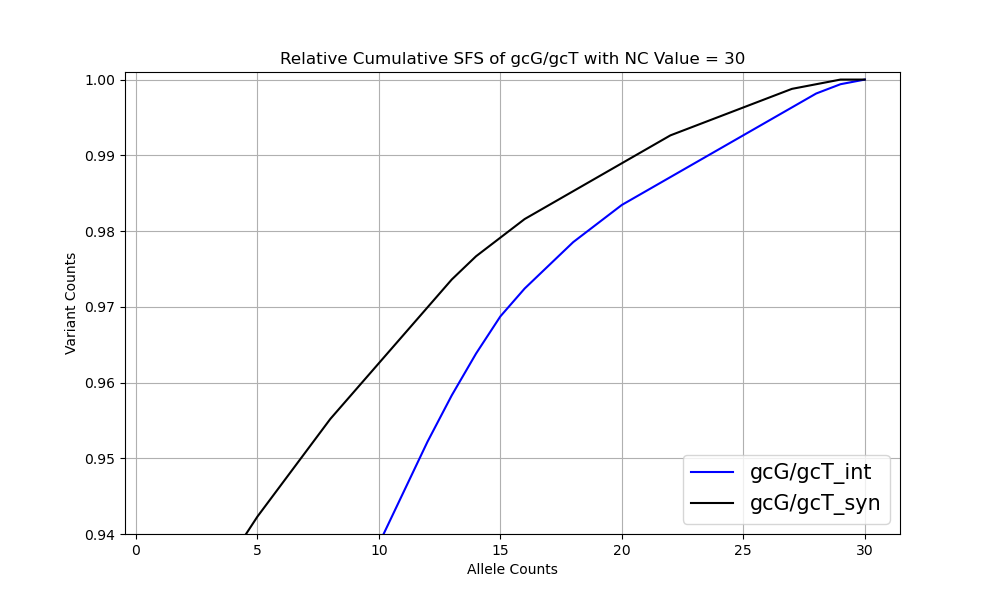 Relative Cumulative SFS of gcG/gcT with NC Value = 30
Variant Counts
1.00
0.99
0.98
0.97
0.96
0.95
0.94
0 5 10 15 20 25 30
Allele Counts
gcG/gcT_int
gcG/gcT_syn